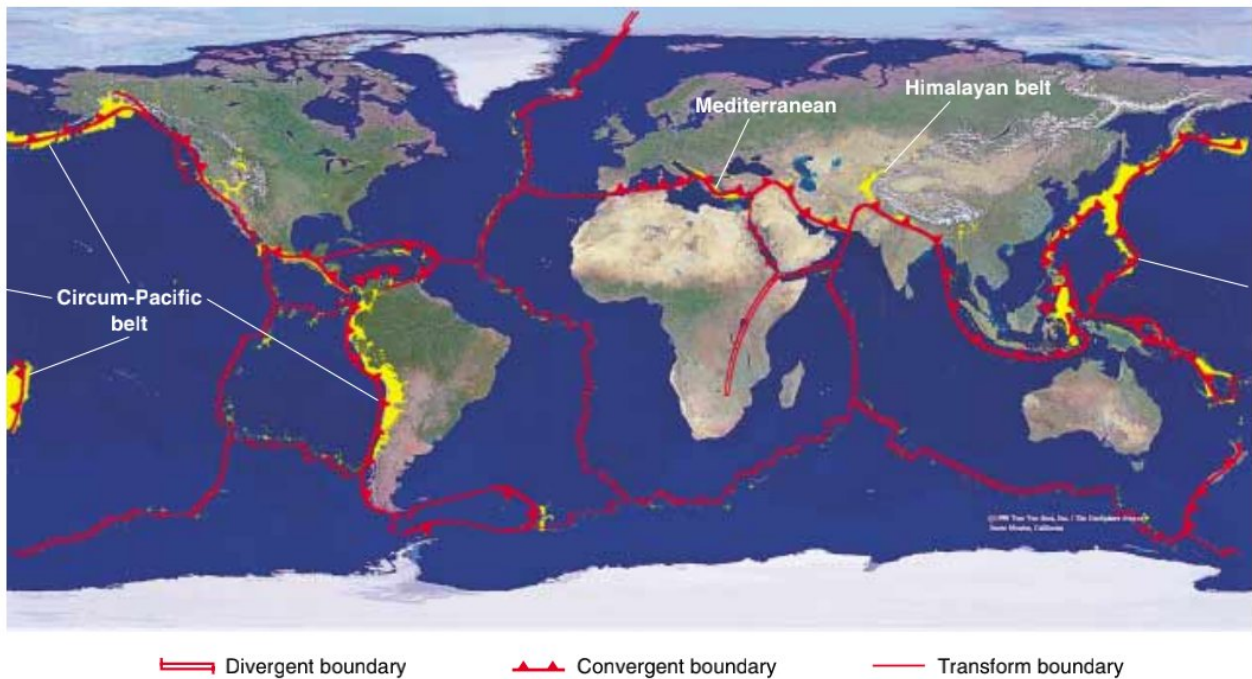 Himalayan belt
Mediterranean
Circum-Pacific
belt
Divergent boundary
Convergent boundary
Transform boundary